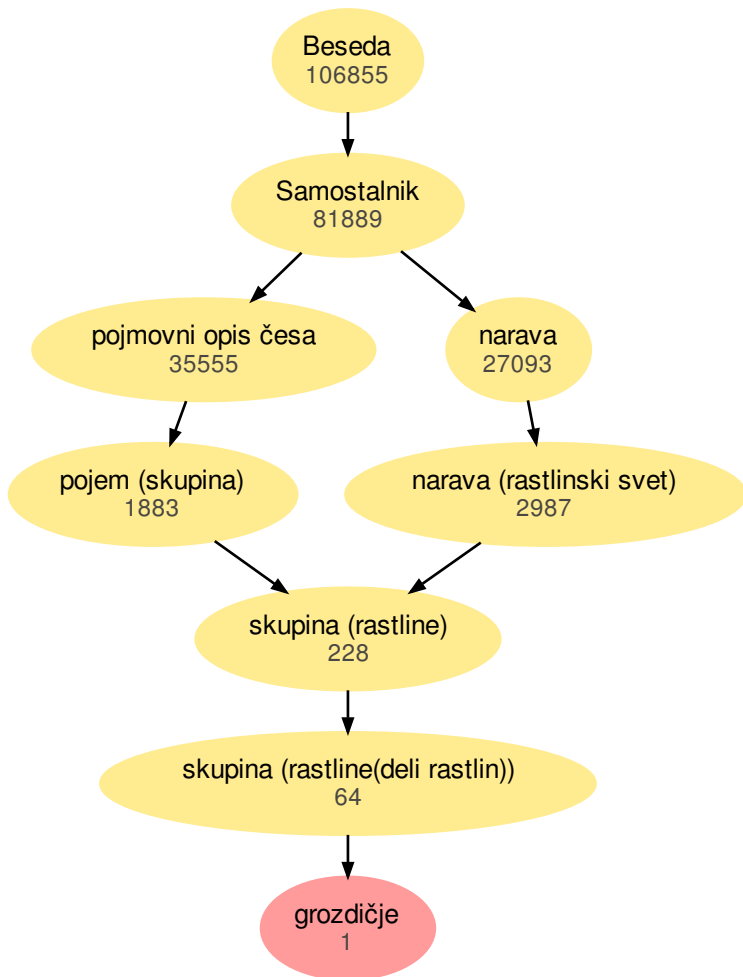 Beseda
106855
Samostalnik
81889
pojmovni opis česa
35555
narava
27093
pojem (skupina)
1883
narava (rastlinski svet)
2987
skupina (rastline)
228
skupina (rastline(deli rastlin))
64
grozdičje
1